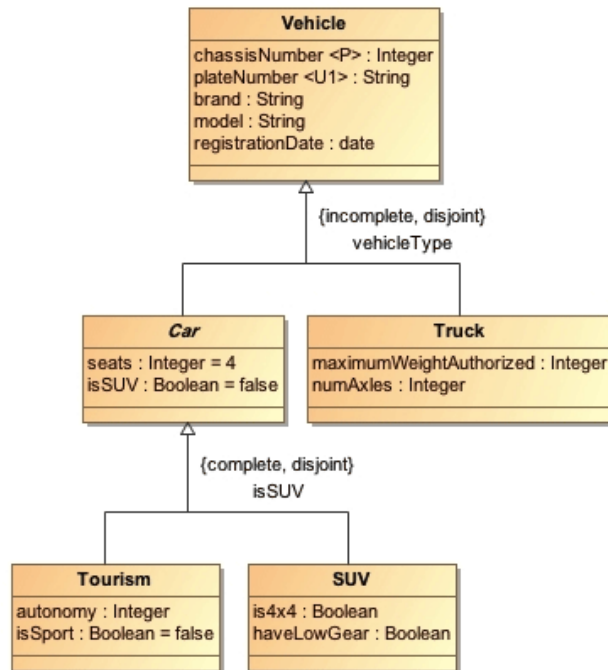 Vehicle
chassisNumber <P> : Integer
plateNumber <U1> : String
brand : String
model : String
registrationDate : date
{incomplete, disjoint}
vehicleType
Car
seats : Integer = 4
isSUV : Boolean = false
Truck
maximumWeightAuthorized : Integer
numAxles : Integer
{complete, disjoint}
isSUV
Tourism
autonomy : Integer
isSport : Boolean = false
SUV
is4x4 : Boolean
haveLowGear : Boolean